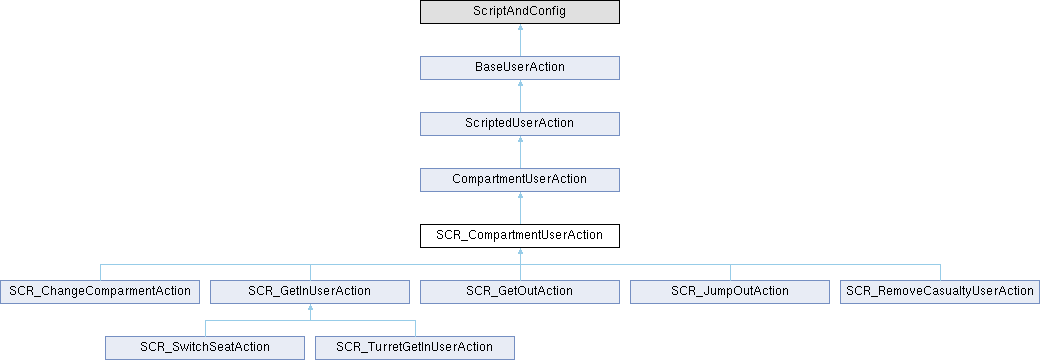 ScriptAndConfig
BaseUserAction
ScriptedUserAction
CompartmentUserAction
SCR_CompartmentUserAction
SCR_ChangeComparmentAction
SCR_GetInUserAction
SCR_GetOutAction
SCR_JumpOutAction
SCR_RemoveCasualtyUserAction
SCR_SwitchSeatAction
SCR_TurretGetInUserAction